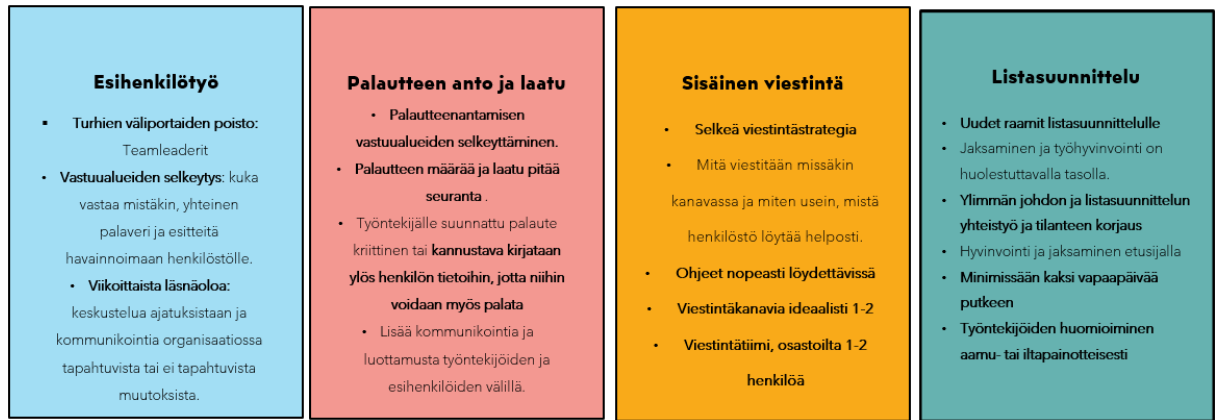 Esihenkilötyö
▪ Turhien väliportaiden poisto:
Teamleaderit
• Vastuualueiden selkeytys: kuka
vastaa mistäkin, yhteinen
palaveri ja esitteitä
havainnoimaan henkilöstölle.
• Viikoittaista läsnäoloa:
keskustelua ajatuksistaan ja
kommunikointia organisaatiossa
tapahtuvista tai ei tapahtuvista
muutoksista.
Palautteen anto ja laatu
• Palautteenantamisen
vastuualueiden selkeyttäminen.
• Palautteen määrää ja laatu pitää
seuranta .
• Työntekijälle suunnattu palaute
kriittinen tai kannustava kirjataan
ylös henkilön tietoihin, jotta niihin
voidaan myös palata
• Lisää kommunikointia ja
luottamusta työntekijöiden ja
esihenkilöiden välillä.
Sisäinen viestintä
• Selkeä viestintästrategia
• Mitä viestitään missäkin
kanavassa ja miten usein, mistä
henkilöstö löytää helposti.
• Ohjeet nopeasti löydettävissä
• Viestintäkanavia ideaalisti 1-2
• Viestintätiimi, osastoilta 1-2
henkilöä
Listasuunnittelu
• Uudet raamit listasuunnittelulle
• Jaksaminen ja työhyvinvointi on
huolestuttavalla tasolla.
• Ylimmän johdon ja listasuunnittelun
yhteistyö ja tilanteen korjaus
• Hyvinvointi ja jaksaminen etusijalla
• Minimissään kaksi vapaapäivää
putkeen
• Työntekijöiden huomioiminen
aamu- tai iltapainotteisesti